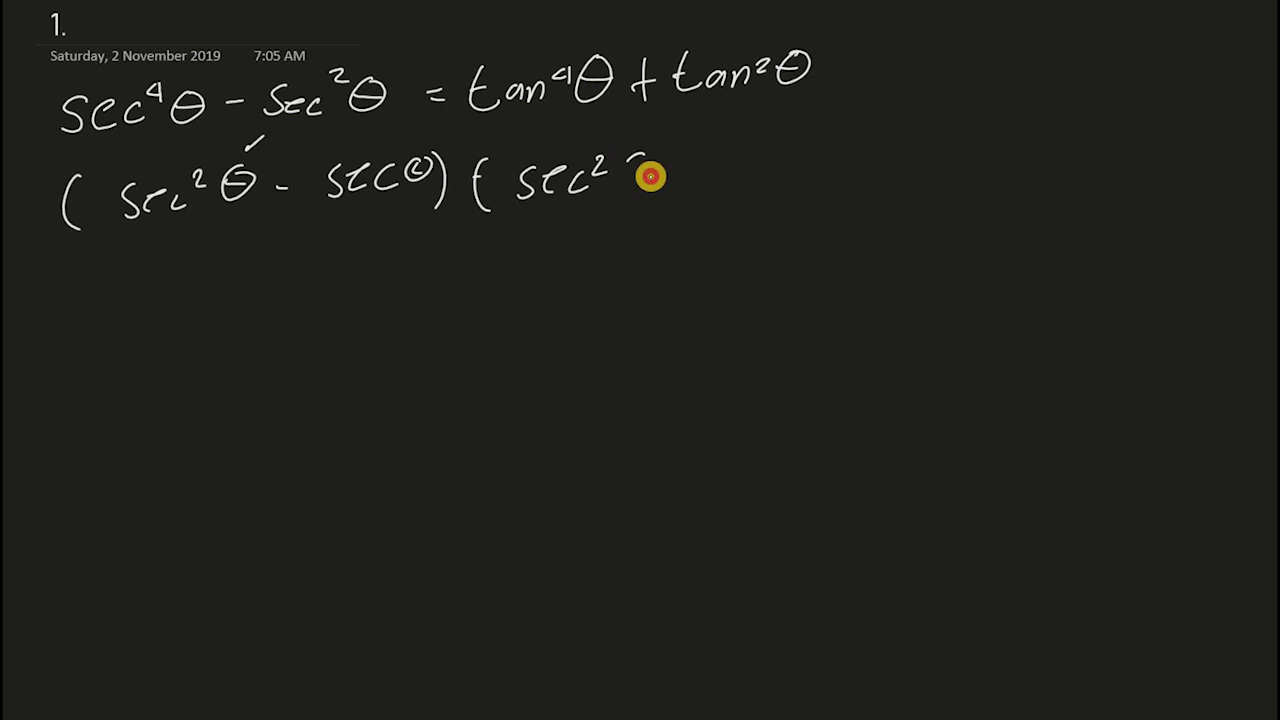 1.
Saturday, 2 November 2019 7:05 AM
sec⁴θ - sec²θ = tan⁴θ + tan²θ
(sec²θ - secθ)(sec²